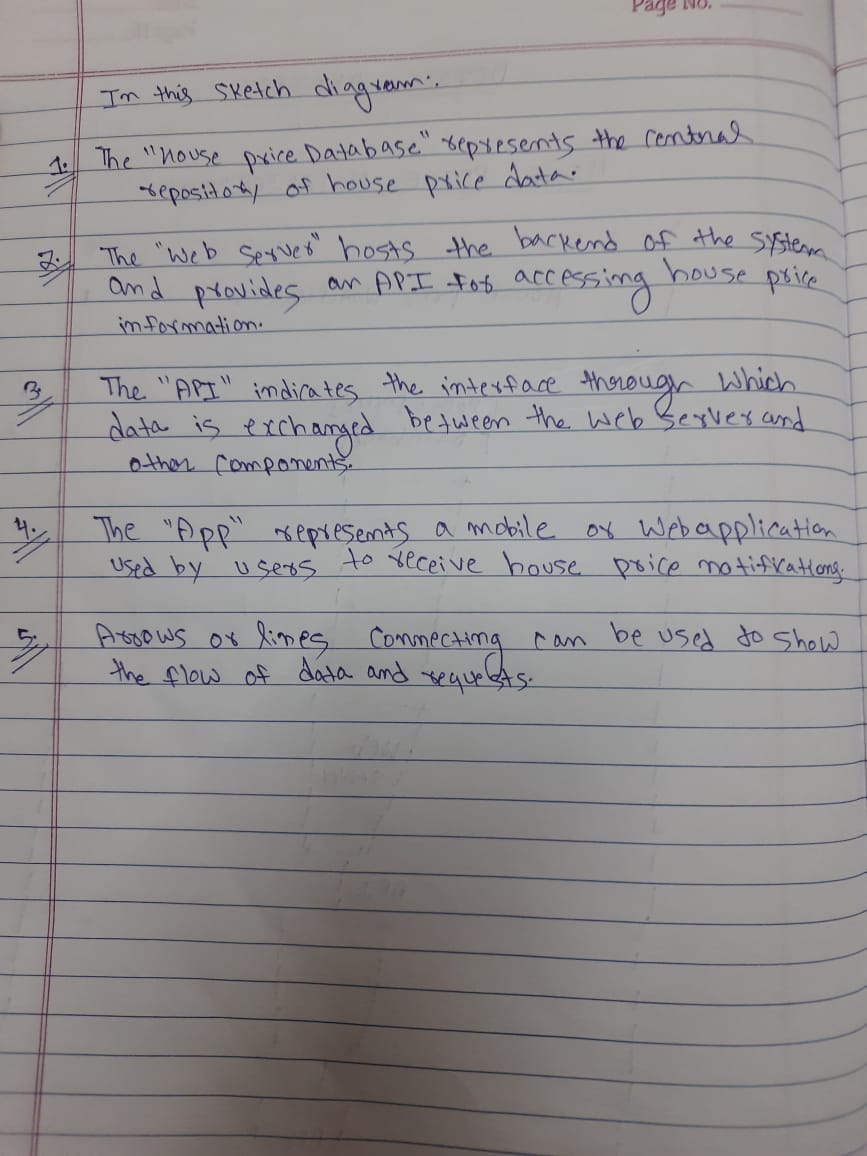 Page No.
In this sketch diagram:
1. The "house price Database" represents the central
repository of house price data.
2. The "Web Server" hosts the backend of the system
and provides an API for accessing house price
information.
3. The "API" indicates the interface thorough which
data is exchanged between the web server and
other components.
4. The "App" represents a mobile or Web application
used by users to receive house price notifications.
5. Arrows or lines connecting can be used to show
the flow of data and requests.